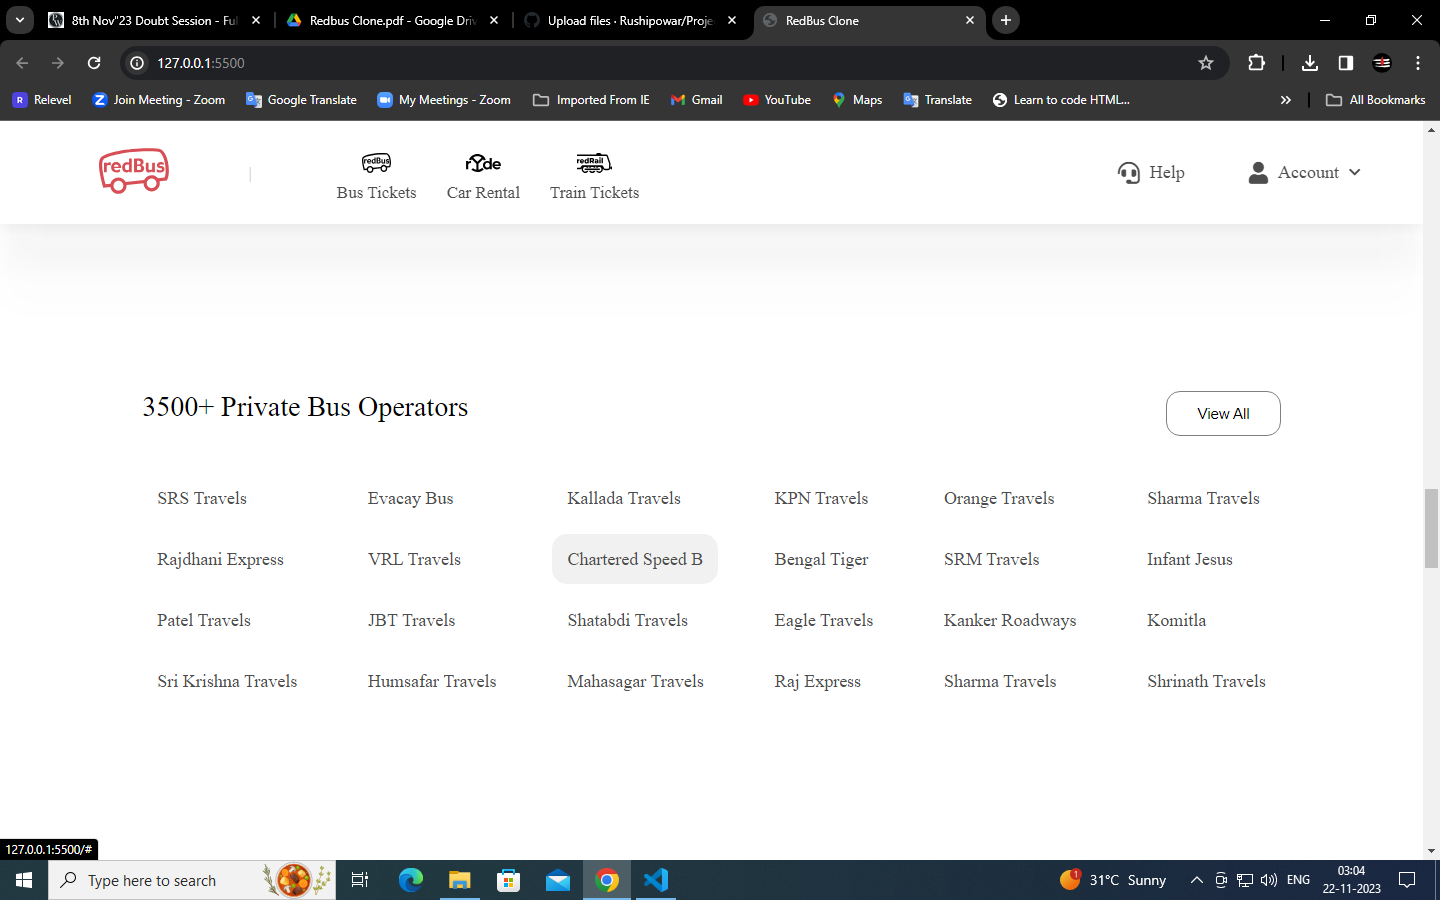 8th Nov"23 Doubt Session - Ful
Redbus Clone.pdf - Google Driv
Upload files · Rushipowar/Proje
RedBus Clone
127.0.0.1:5500
Relevel
Join Meeting - Zoom
Google Translate
My Meetings - Zoom
Imported From IE
Gmail
YouTube
Maps
Translate
Learn to code HTML...
All Bookmarks
redBus
redBus
rYde
redRail
Bus Tickets
Car Rental
Train Tickets
Help
Account
3500+ Private Bus Operators
View All
SRS Travels
Evacay Bus
Kallada Travels
KPN Travels
Orange Travels
Sharma Travels
Rajdhani Express
VRL Travels
Chartered Speed B
Bengal Tiger
SRM Travels
Infant Jesus
Patel Travels
JBT Travels
Shatabdi Travels
Eagle Travels
Kanker Roadways
Komitla
Sri Krishna Travels
Humsafar Travels
Mahasagar Travels
Raj Express
Sharma Travels
Shrinath Travels
127.0.0.1:5500/#
Type here to search
1
31°C Sunny
ENG
03:04
22-11-2023